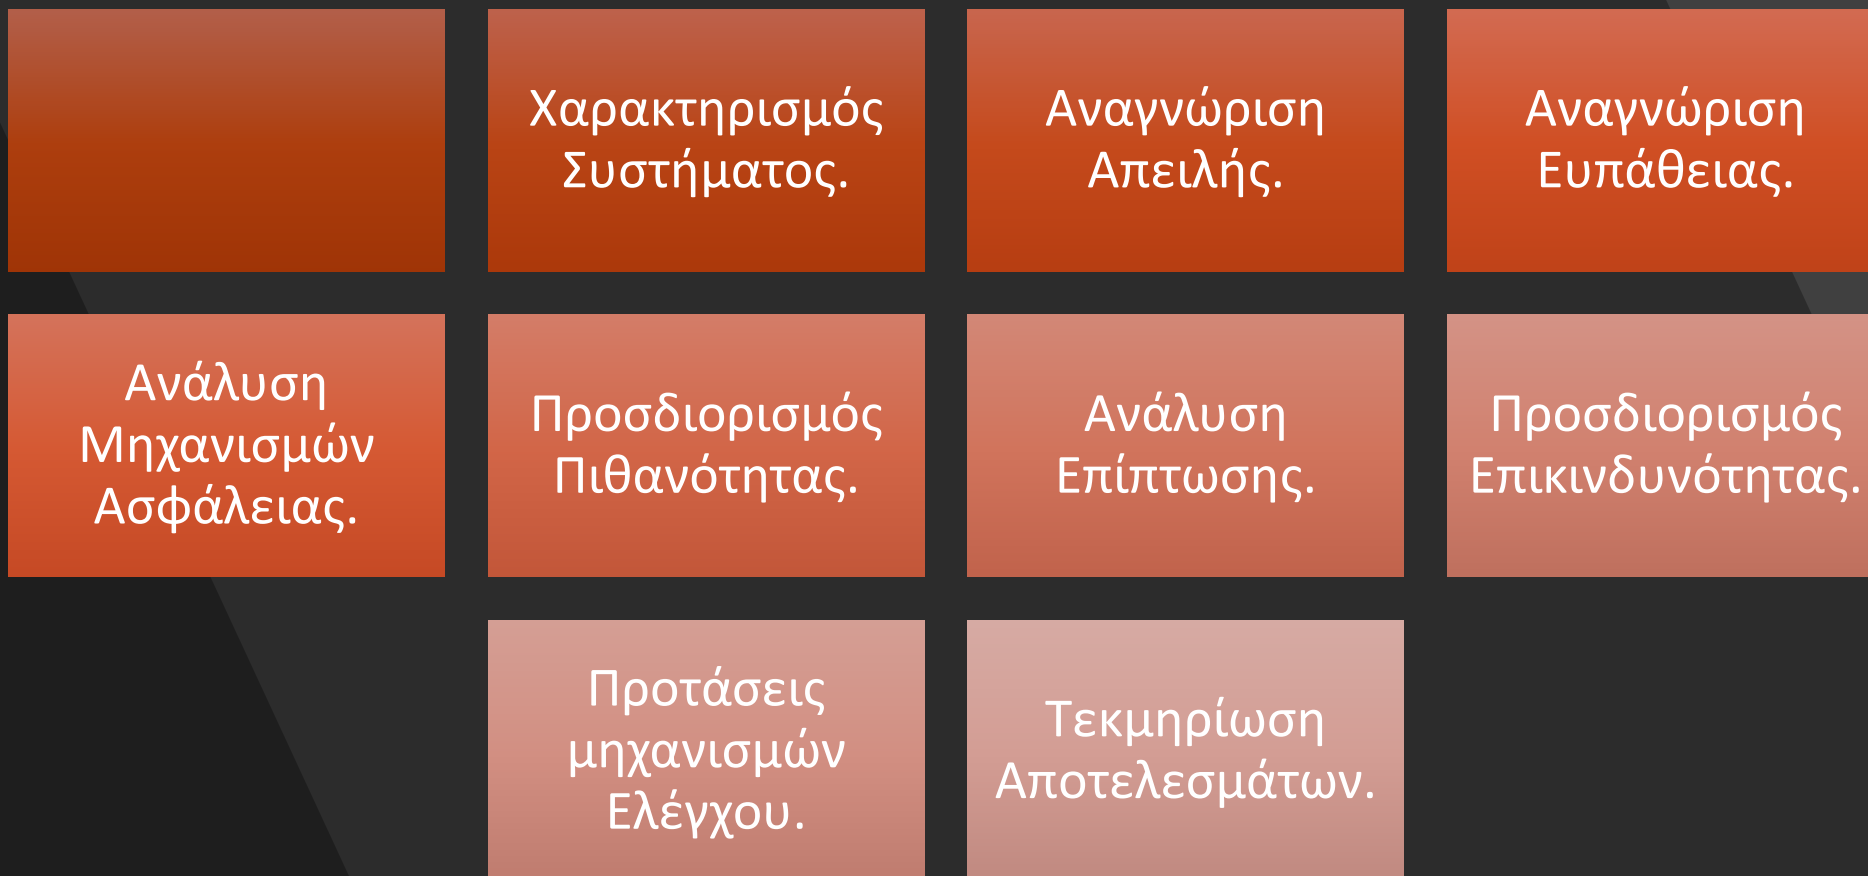 Χαρακτηρισμός
Συστήματος.
Αναγνώριση
Απειλής.
Αναγνώριση
Ευπάθειας.
Ανάλυση
Μηχανισμών
Ασφάλειας.
Προσδιορισμός
Πιθανότητας.
Ανάλυση
Επίπτωσης.
Προσδιορισμός
Επικινδυνότητας.
Προτάσεις
μηχανισμών
Ελέγχου.
Τεκμηρίωση
Αποτελεσμάτων.